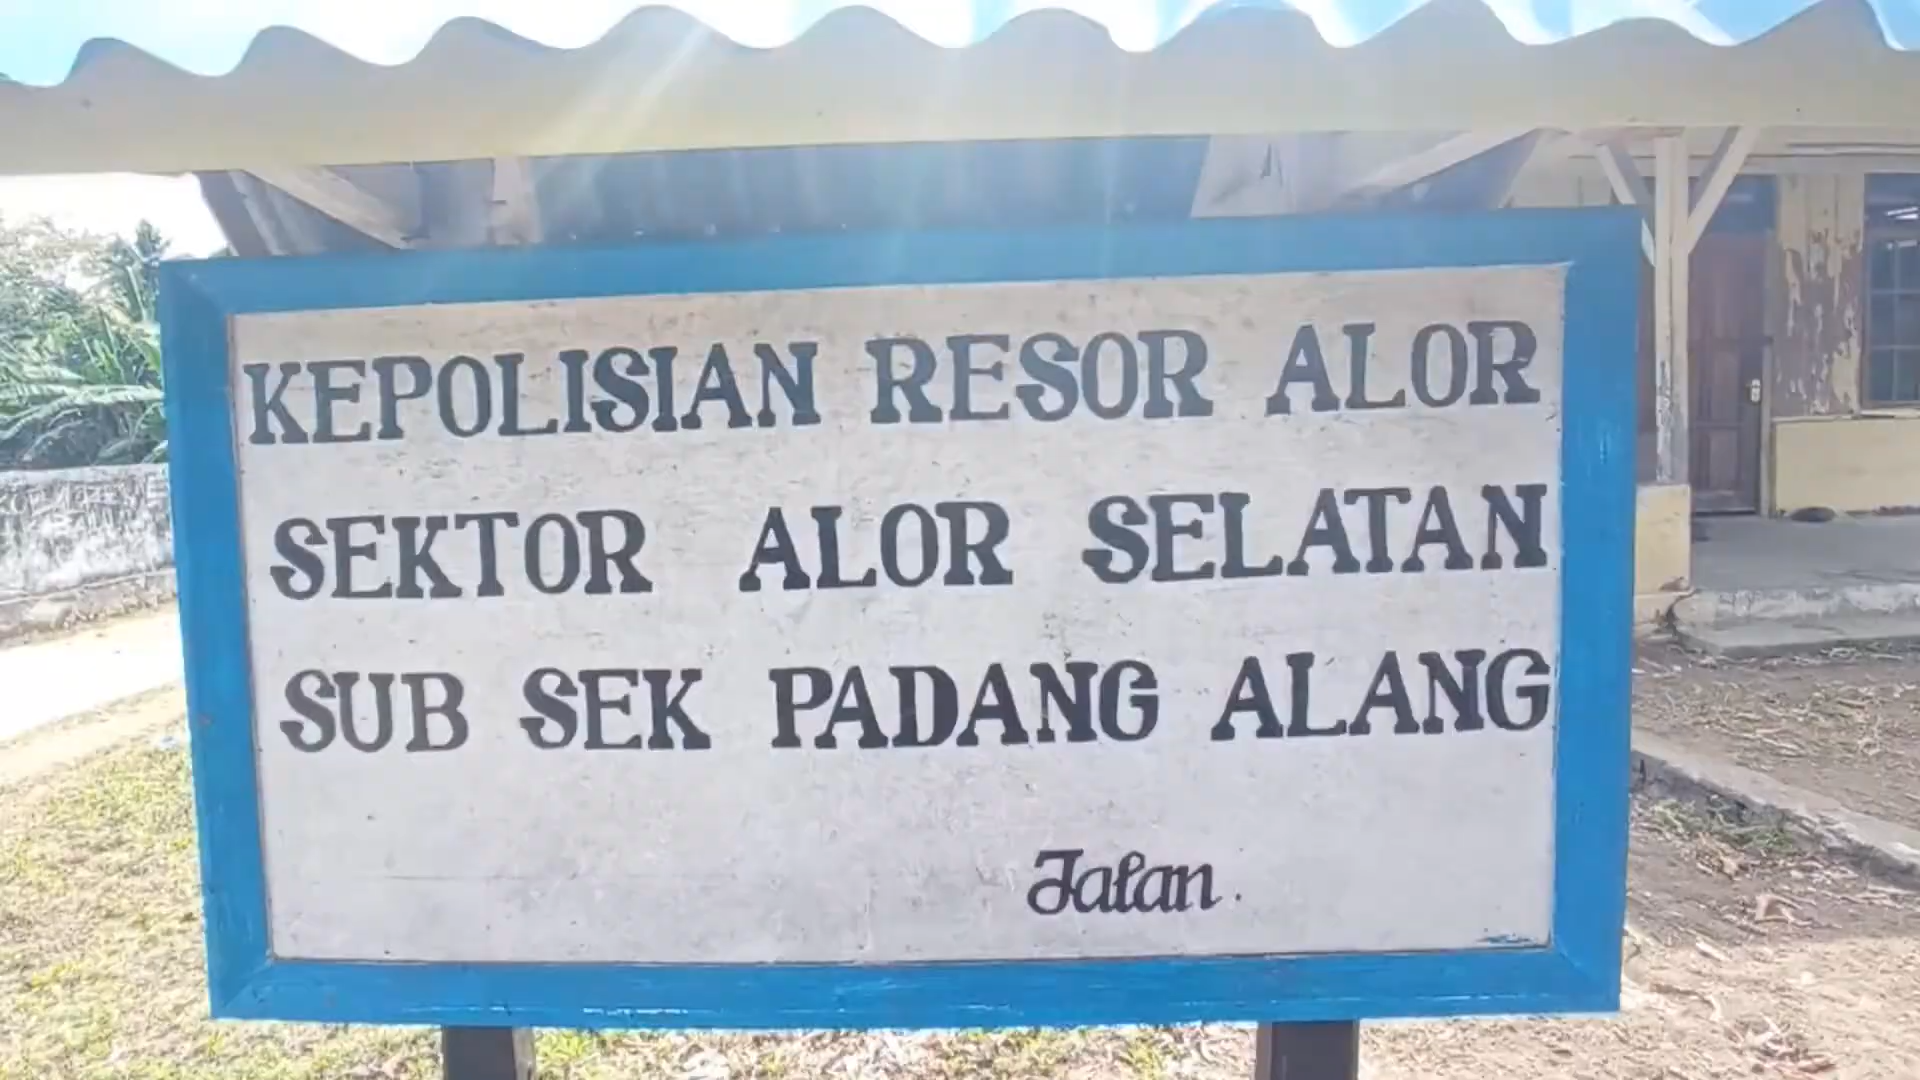 KEPOLISIAN RESOR ALOR
SEKTOR ALOR SELATAN
SUB SEK PADANG ALANG
Jalan.